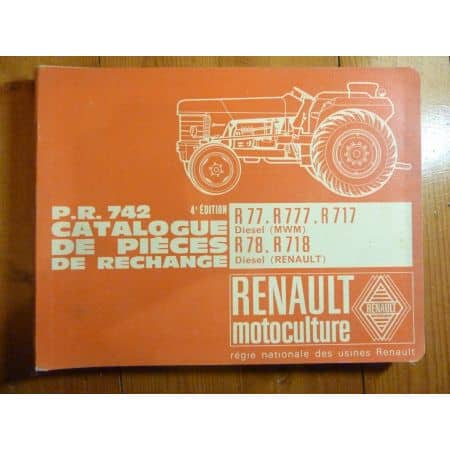 P.R. 742 4e ÉDITION
CATALOGUE
DE PIÈCES
DE RECHANGE
R 77. R 777. R 717
Diesel (MWM)
R 78. R 718
Diesel (RENAULT)
RENAULT
motoculture
RENAULT
régie nationale des usines Renault